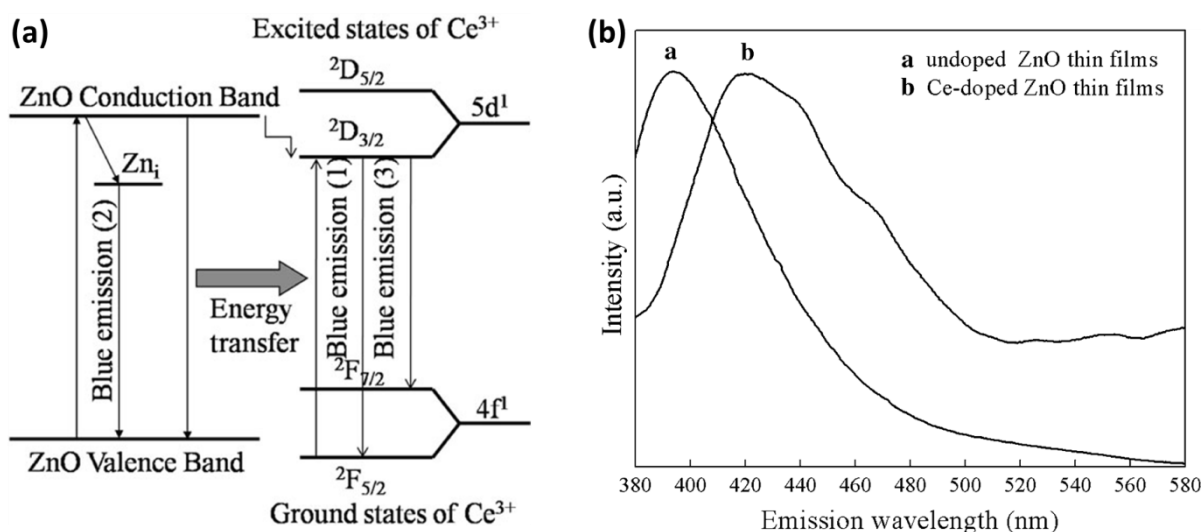 (a)
Excited states of Ce³⁺
²D₅/₂
ZnO Conduction Band
5d¹
²D₃/₂
Znᵢ
Blue emission (2)
Blue emission (1)
Blue emission (3)
Energy
transfer
²F₇/₂
4f¹
ZnO Valence Band
²F₅/₂
Ground states of Ce³⁺
(b)
a
b
a undoped ZnO thin films
b Ce-doped ZnO thin films
Intensity (a.u.)
380 400 420 440 460 480 500 520 540 560 580
Emission wavelength (nm)